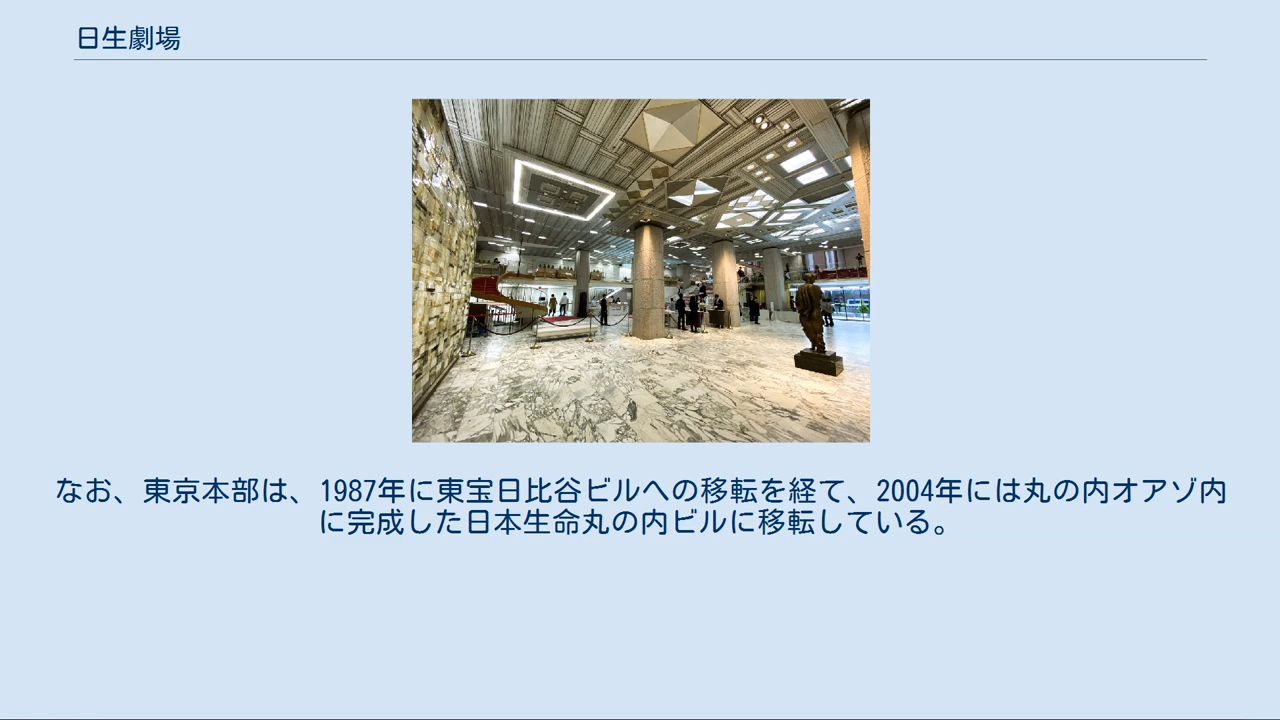 日生劇場
なお、東京本部は、1987年に東宝日比谷ビルへの移転を経て、2004年には丸の内オアゾ内
に完成した日本生命丸の内ビルに移転している。